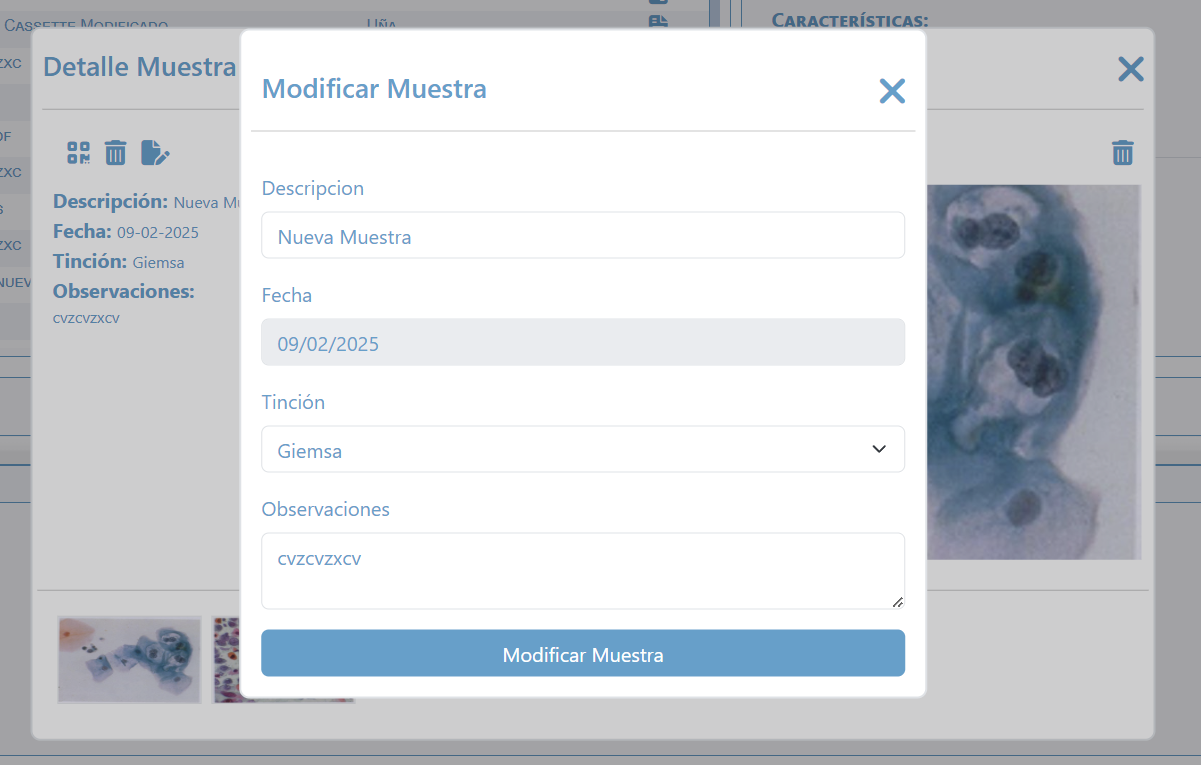 Cassette Modificado
Uña
Características:
ZXC
DF
ZXC
S
ZXC
NUEV
Detalle Muestra
Descripción: Nueva Mu
Fecha: 09-02-2025
Tinción: Giemsa
Observaciones:
cvzcvzxcv
Modificar Muestra
Descripcion
Nueva Muestra
Fecha
09/02/2025
Tinción
Giemsa
Observaciones
cvzcvzxcv
Modificar Muestra